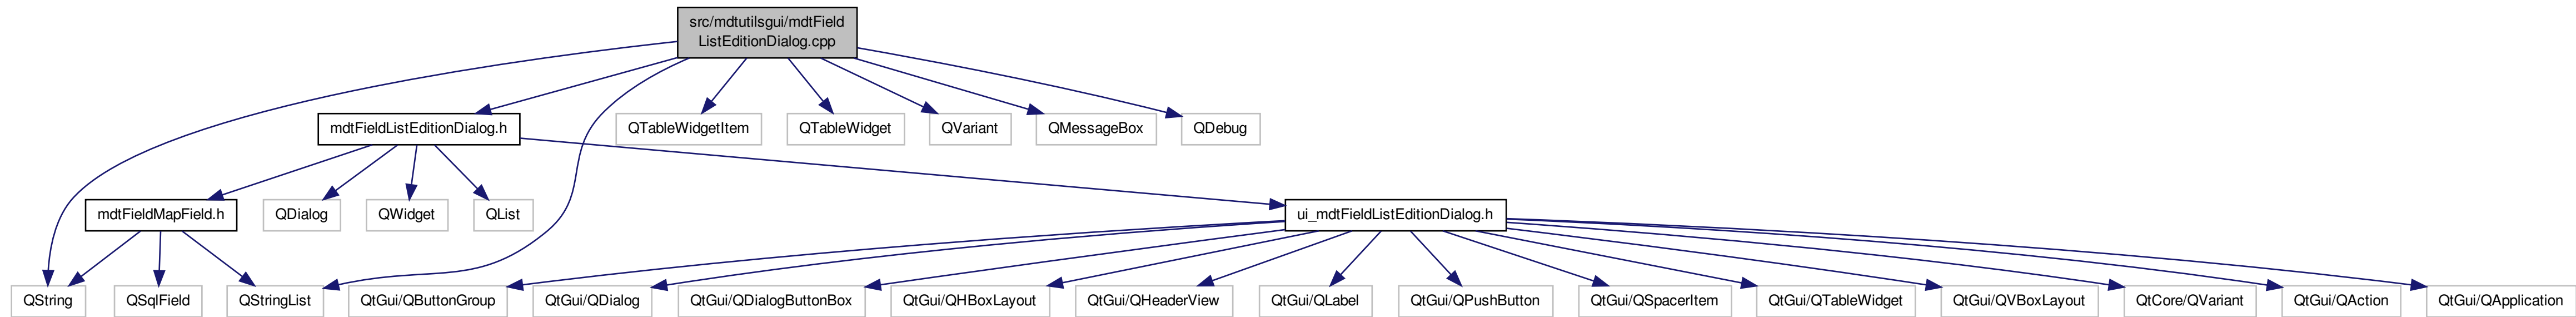 src/mdtutilsgui/mdtField
ListEditionDialog.cpp
mdtFieldListEditionDialog.h
QTableWidgetItem
QTableWidget
QVariant
QMessageBox
QDebug
mdtFieldMapField.h
QDialog
QWidget
QList
ui_mdtFieldListEditionDialog.h
QString
QSqlField
QStringList
QtGui/QButtonGroup
QtGui/QDialog
QtGui/QDialogButtonBox
QtGui/QHBoxLayout
QtGui/QHeaderView
QtGui/QLabel
QtGui/QPushButton
QtGui/QSpacerItem
QtGui/QTableWidget
QtGui/QVBoxLayout
QtCore/QVariant
QtGui/QAction
QtGui/QApplication